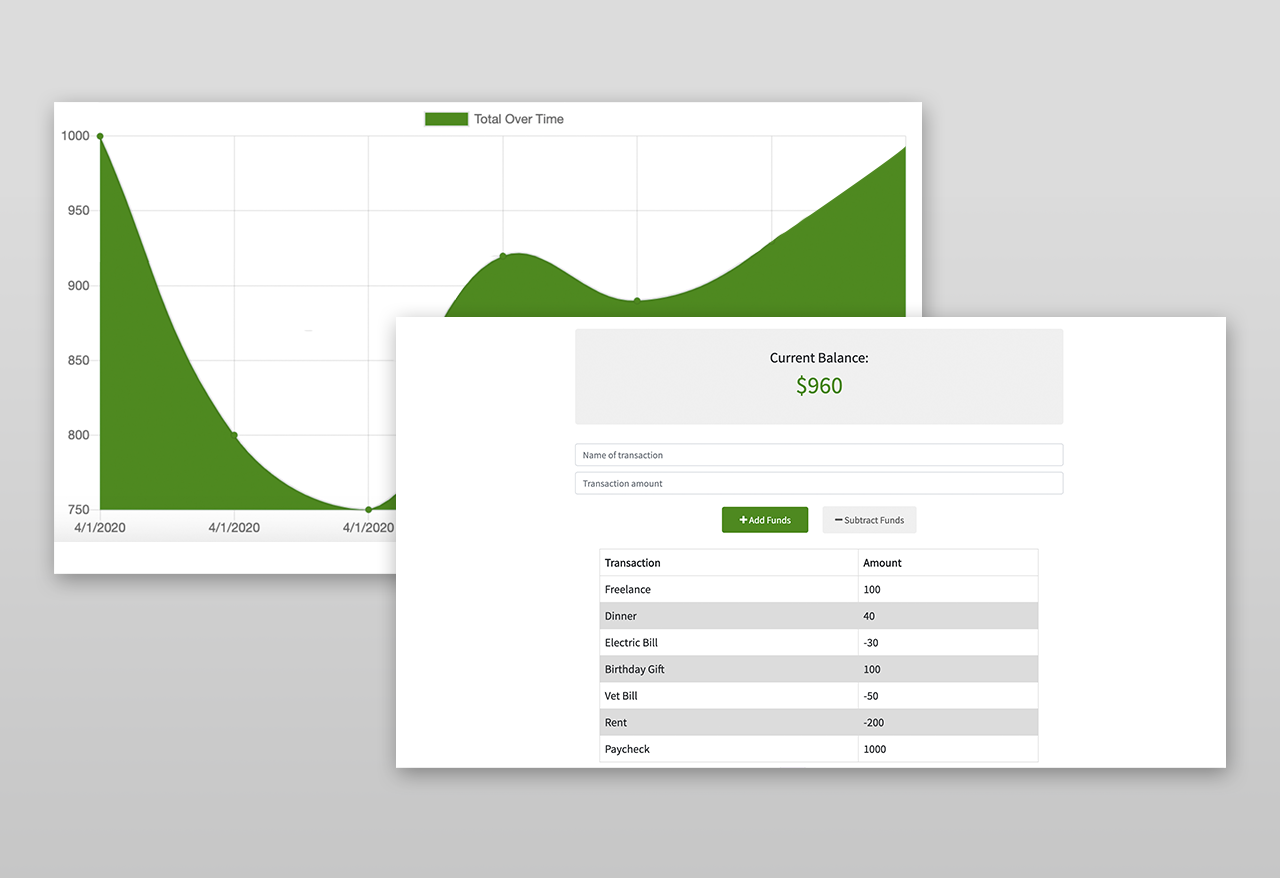 Total Over Time
1000
950
900
850
800
750
4/1/2020 4/1/2020 4/1/2020
Current Balance:
$960
Name of transaction
Transaction amount
+ Add Funds - Subtract Funds
Transaction Amount
Freelance 100
Dinner 40
Electric Bill -30
Birthday Gift 100
Vet Bill -50
Rent -200
Paycheck 1000